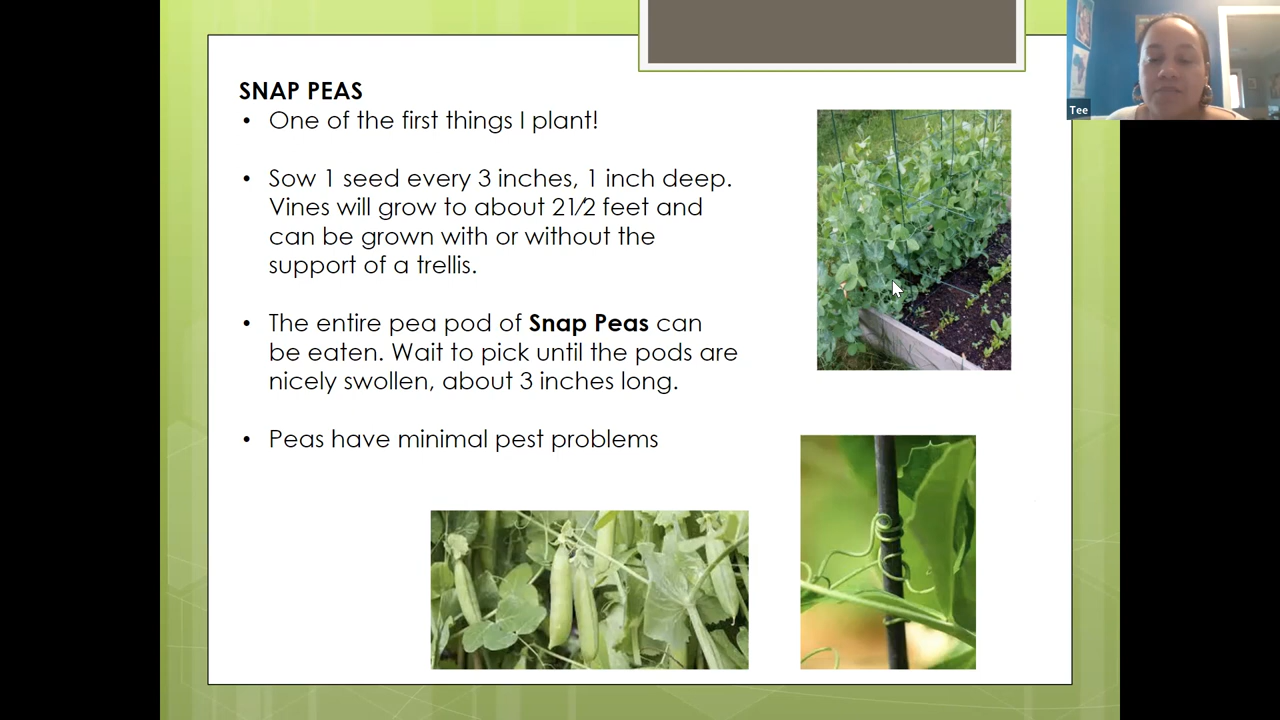 SNAP PEAS
• One of the first things I plant!
• Sow 1 seed every 3 inches, 1 inch deep.
Vines will grow to about 21⁄2 feet and
can be grown with or without the
support of a trellis.
• The entire pea pod of Snap Peas can
be eaten. Wait to pick until the pods are
nicely swollen, about 3 inches long.
• Peas have minimal pest problems
Tee